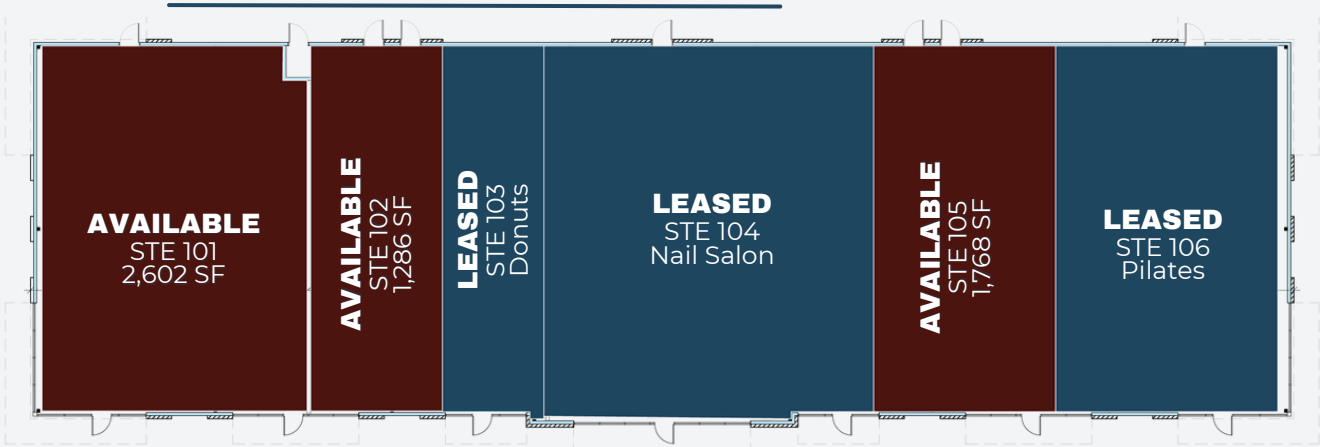 AVAILABLE
STE 101
2,602 SF
AVAILABLE
STE 102
1,286 SF
LEASED
STE 103
Donuts
LEASED
STE 104
Nail Salon
AVAILABLE
STE 105
1,768 SF
LEASED
STE 106
Pilates